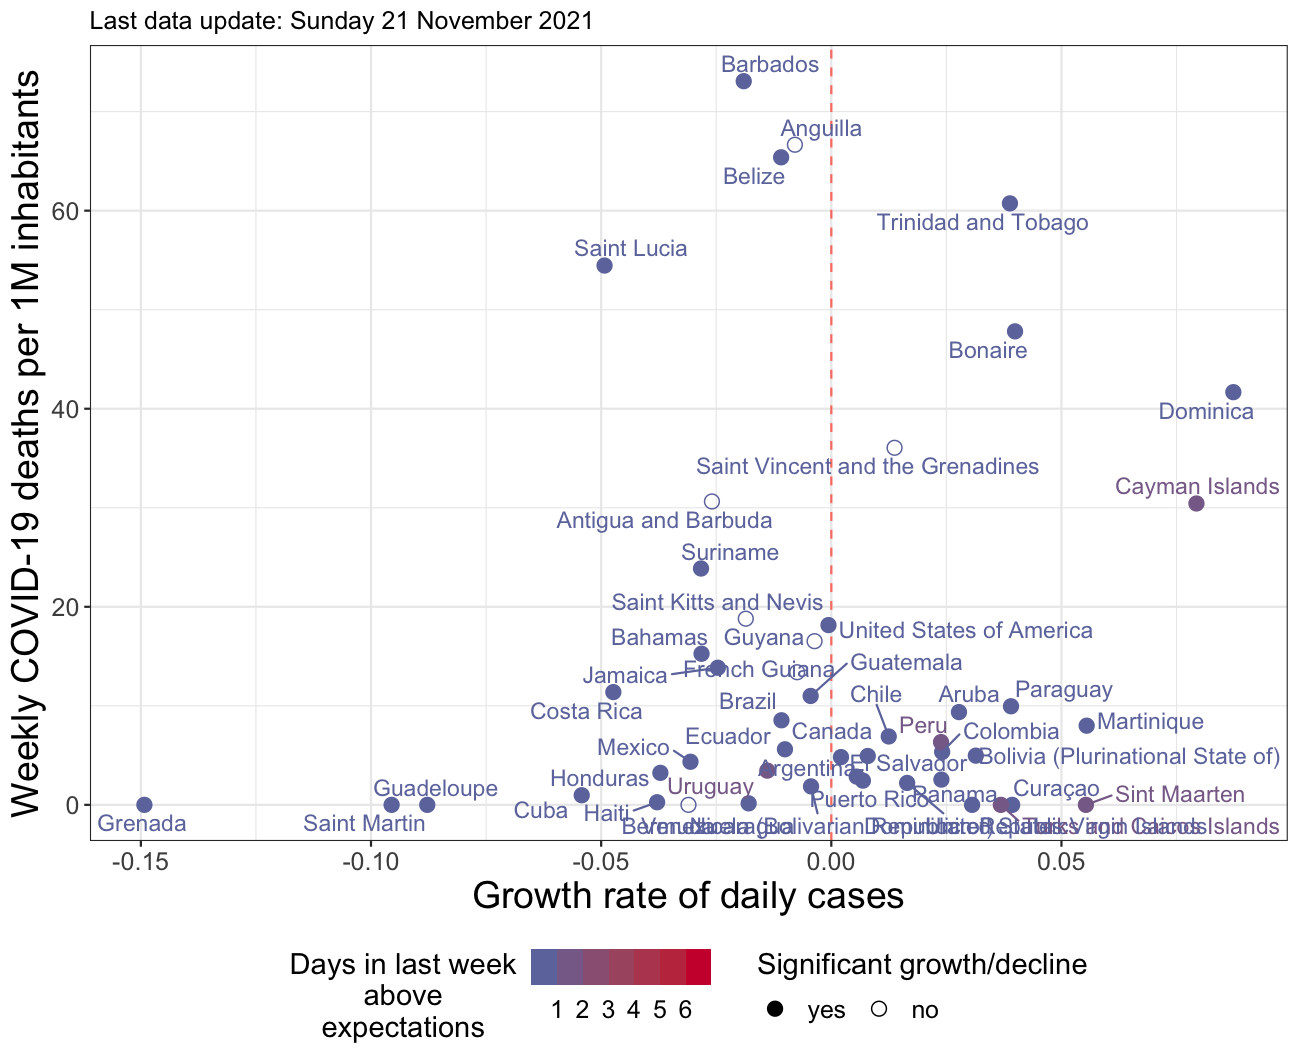 Last data update: Sunday 21 November 2021
Weekly COVID-19 deaths per 1M inhabitants
60
40
20
0
Barbados
Anguilla
Belize
Trinidad and Tobago
Saint Lucia
Bonaire
Dominica
Saint Vincent and the Grenadines
Cayman Islands
Antigua and Barbuda
Suriname
Saint Kitts and Nevis
United States of America
Bahamas
Guyana
Guatemala
French Guiana
Jamaica
Chile
Aruba
Paraguay
Brazil
Costa Rica
Martinique
Peru
Canada
Colombia
Ecuador
Mexico
Bolivia (Plurinational State of)
El Salvador
Argentina
Honduras
Uruguay
Guadeloupe
Curaçao
Panama
Sint Maarten
Puerto Rico
Cuba
Haiti
Grenada
Saint Martin
Nicaragua
-0.15
-0.10
-0.05
0.00
0.05
Growth rate of daily cases
Days in last week
above
expectations
1 2 3 4 5 6
Significant growth/decline
yes
no